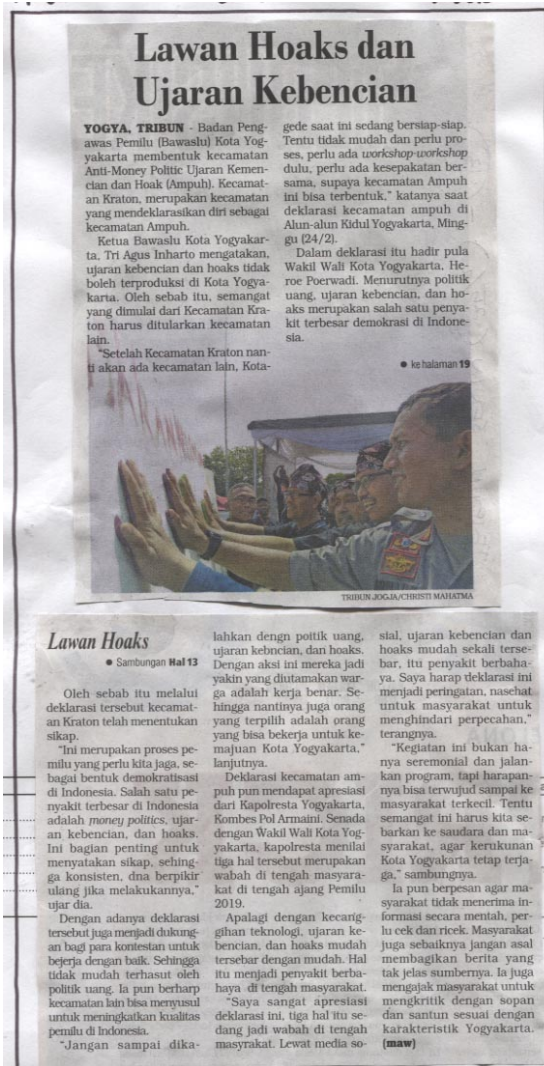 Lawan Hoaks dan
Ujaran Kebencian
YOGYA, TRIBUN - Badan Peng-
awas Pemilu (Bawaslu) Kota Yog-
yakarta membentuk kecamatan
Anti-Money Politic Ujaran Kemen-
cian dan Hoak (Ampuh). Kecamat-
an Kraton, merupakan kecamatan
yang mendeklarasikan diri sebagai
kecamatan Ampuh.
Ketua Bawaslu Kota Yogyakar-
ta, Tri Agus Inharto mengatakan,
ujaran kebencian dan hoaks tidak
boleh terproduksi di Kota Yogya-
karta. Oleh sebab itu, semangat
yang dimulai dari Kecamatan Kra-
ton harus ditularkan kecamatan
lain.
"Setelah Kecamatan Kraton nan-
ti akan ada kecamatan lain, Kota-
gede saat ini sedang bersiap-siap.
Tentu tidak mudah dan perlu pro-
ses, perlu ada workshop-workshop
dulu, perlu ada kesepakatan ber-
sama, supaya kecamatan Ampuh
ini bisa terbentuk," katanya saat
deklarasi kecamatan ampuh di
Alun-alun Kidul Yogyakarta, Ming-
gu (24/2).
Dalam deklarasi itu hadir pula
Wakil Wali Kota Yogyakarta, He-
roe Poerwadi. Menurutnya politik
uang, ujaran kebencian, dan ho-
aks merupakan salah satu penya-
kit terbesar demokrasi di Indone-
sia.
● ke halaman 19
TRIBUN JOGJA/CHRISTI MAHATMA
Lawan Hoaks
● Sambungan Hal 13
Oleh sebab itu melalui
deklarasi tersebut kecamat-
an Kraton telah menentukan
sikap.
"Ini merupakan proses pe-
milu yang perlu kita jaga, se-
bagai bentuk demokratisasi
di Indonesia. Salah satu pe-
nyakit terbesar di Indonesia
adalah money politics, ujar-
an kebencian, dan hoaks.
Ini bagian penting untuk
menyatakan sikap, sehing-
ga konsisten, dna berpikir
ulang jika melakukannya,"
ujar dia.
Dengan adanya deklarasi
tersebut juga menjadi dukung-
an bagi para kontestan untuk
bejerja dengan baik. Sehingga
tidak mudah terhasut oleh
politik uang. Ia pun berharp
kecamatan lain bisa menyusul
untuk meningkatkan kualitas
pemilu di Indonesia.
"Jangan sampai dika-
lahkan dengn poitik uang,
ujaran kebncian, dan hoaks.
Dengan aksi ini mereka jadi
yakin yang diutamakan war-
ga adalah kerja benar. Se-
hingga nantinya juga orang
yang terpilih adalah orang
yang bisa bekerja untuk ke-
majuan Kota Yogyakarta,"
lanjutnya.
Deklarasi kecamatan am-
puh pun mendapat apresiasi
dari Kapolresta Yogyakarta,
Kombes Pol Armaini. Senada
dengan Wakil Wali Kota Yog-
yakarta, kapolresta menilai
tiga hal tersebut merupakan
wabah di tengah masyara-
kat di tengah ajang Pemilu
2019.
Apalagi dengan kecang-
gihan teknologi, ujaran ke-
bencian, dan hoaks mudah
tersebar dengan mudah. Hal
itu menjadi penyakit berba-
haya di tengah masyarakat.
"Saya sangat apresiasi
deklarasi ini, tiga hal itu se-
dang jadi wabah di tengah
masyrakat. Lewat media so-
sial, ujaran kebencian dan
hoaks mudah sekali terse-
bar, itu penyakit berbaha-
ya. Saya harap deklarasi ini
menjadi peringatan, nasehat
untuk masyarakat untuk
menghindari perpecahan,"
terangnya.
"Kegiatan ini bukan ha-
nya seremonial dan jalan-
kan program, tapi harapan-
nya bisa terwujud sampai ke
masyarakat terkecil. Tentu
semangat ini harus kita se-
barkan ke saudara dan ma-
syarakat, agar kerukunan
Kota Yogyakarta tetap terja-
ga," sambungnya.
Ia pun berpesan agar ma-
syarakat tidak menerima in-
formasi secara mentah, per-
lu cek dan ricek. Masyarakat
juga sebaiknya jangan asal
membagikan berita yang
tak jelas sumbernya. Ia juga
mengajak masyarakat untuk
mengkritik dengan sopan
dan santun sesuai dengan
karakteristik Yogyakarta.
(maw)